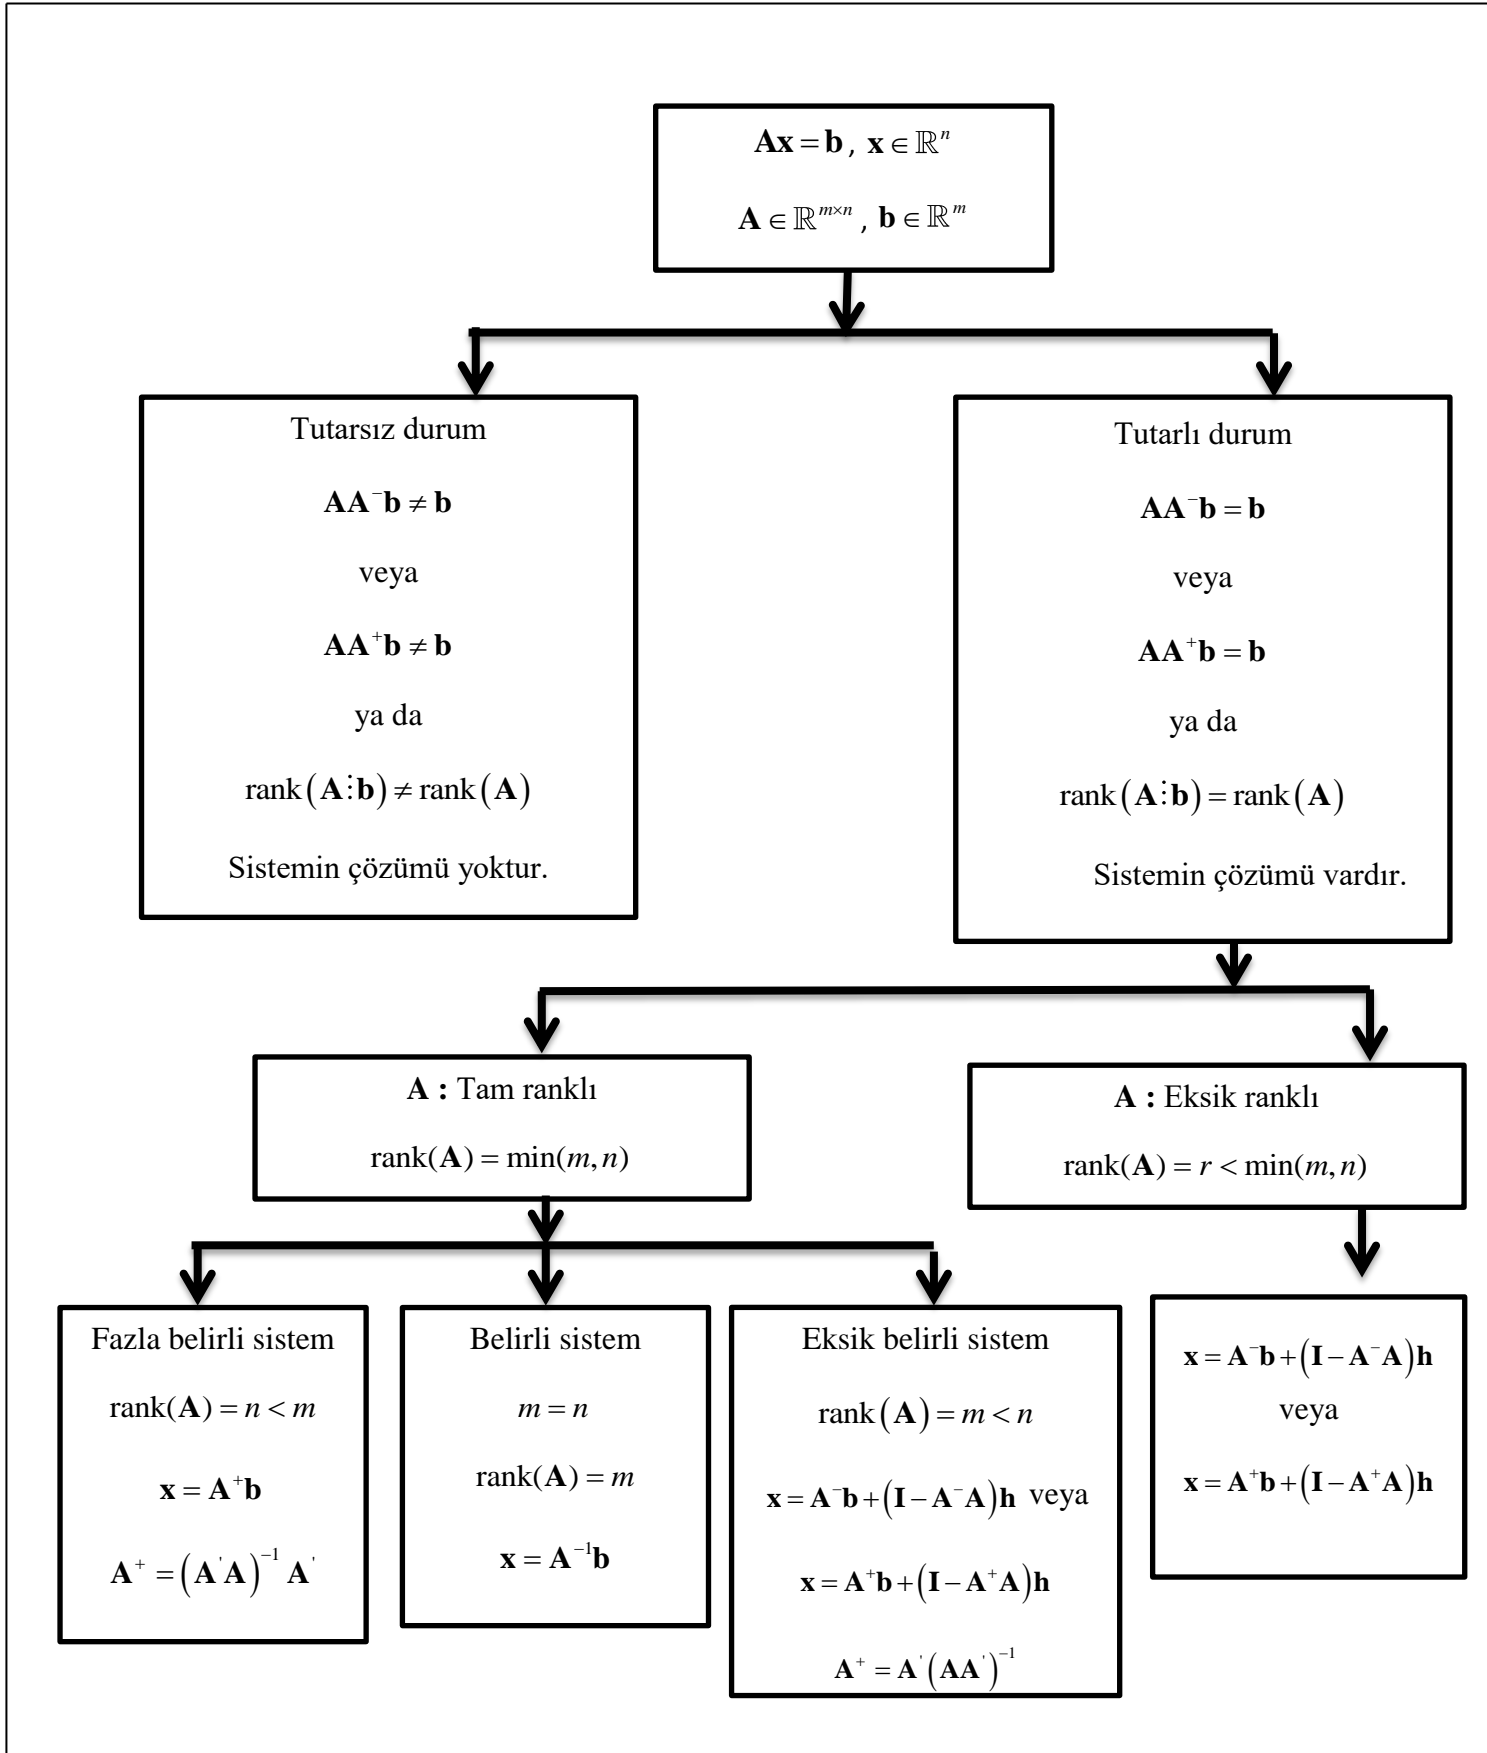 Ax = b , x ∈ ℝⁿ
A ∈ ℝᵐˣⁿ , b ∈ ℝᵐ
Tutarsız durum
AA⁻b ≠ b
veya
AA⁺b ≠ b
ya da
rank(A⋮b) ≠ rank(A)
Sistemin çözümü yoktur.
Tutarlı durum
AA⁻b = b
veya
AA⁺b = b
ya da
rank(A⋮b) = rank(A)
Sistemin çözümü vardır.
A : Tam ranklı
rank(A) = min(m, n)
A : Eksik ranklı
rank(A) = r < min(m, n)
Fazla belirli sistem
rank(A) = n < m
x = A⁺b
A⁺ = (A'A)⁻¹ A'
Belirli sistem
m = n
rank(A) = m
x = A⁻¹b
Eksik belirli sistem
rank(A) = m < n
x = A⁻b + (I − A⁻A)h veya
x = A⁺b + (I − A⁺A)h
A⁺ = A'(AA')⁻¹
x = A⁻b + (I − A⁻A)h
veya
x = A⁺b + (I − A⁺A)h